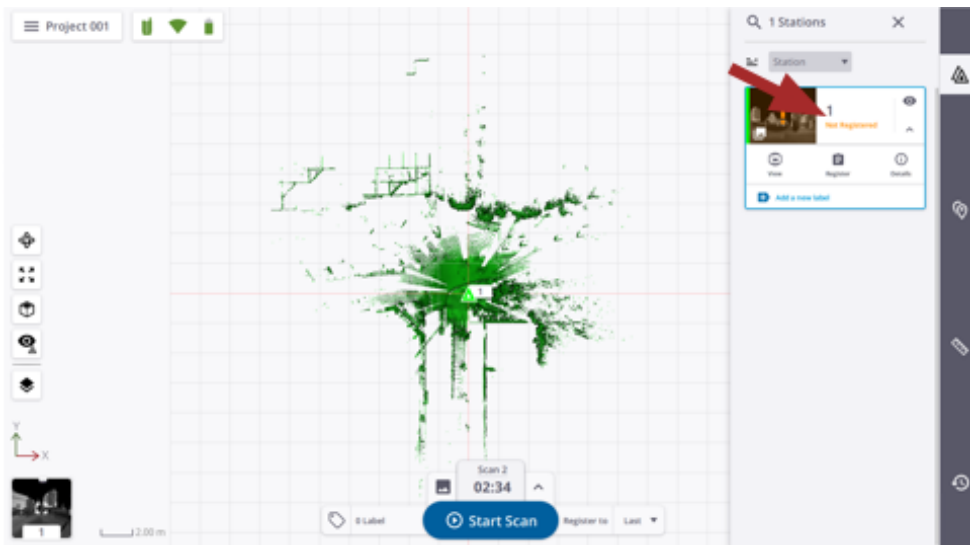 Project 001
1 Stations
Station
1
Not Registered
View
Register
Details
Add a new label
1
Y
X
1
2.00 m
Scan 2
02:34
0 Label
Start Scan
Register to
Last